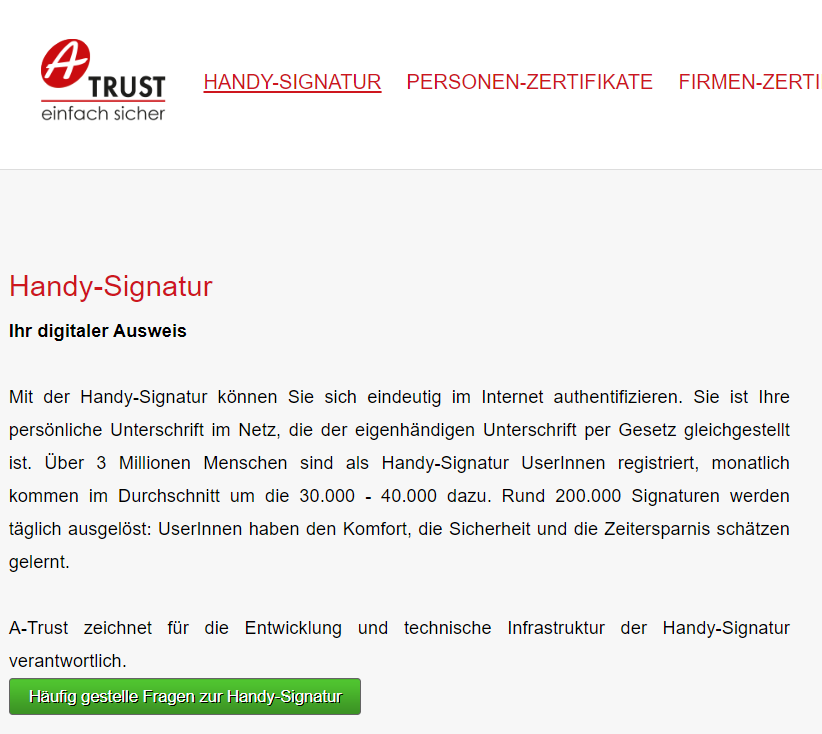 A TRUST
einfach sicher
HANDY-SIGNATUR PERSONEN-ZERTIFIKATE FIRMEN-ZERTI
Handy-Signatur
Ihr digitaler Ausweis
Mit der Handy-Signatur können Sie sich eindeutig im Internet authentifizieren. Sie ist Ihre
persönliche Unterschrift im Netz, die der eigenhändigen Unterschrift per Gesetz gleichgestellt
ist. Über 3 Millionen Menschen sind als Handy-Signatur UserInnen registriert, monatlich
kommen im Durchschnitt um die 30.000 - 40.000 dazu. Rund 200.000 Signaturen werden
täglich ausgelöst: UserInnen haben den Komfort, die Sicherheit und die Zeitersparnis schätzen
gelernt.
A-Trust zeichnet für die Entwicklung und technische Infrastruktur der Handy-Signatur
verantwortlich.
Häufig gestelle Fragen zur Handy-Signatur